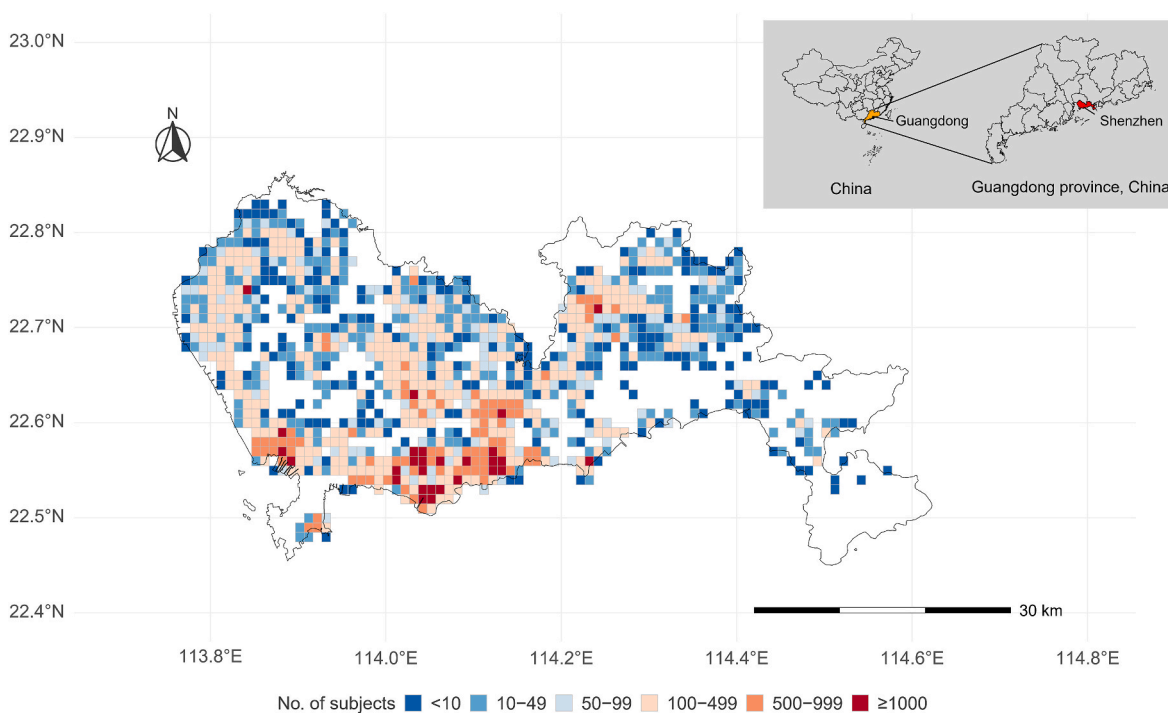 23.0°N
22.9°N
22.8°N
22.7°N
22.6°N
22.5°N
22.4°N
N
Guangdong
Shenzhen
China
Guangdong province, China
30 km
113.8°E 114.0°E 114.2°E 114.4°E 114.6°E 114.8°E
No. of subjects <10 10−49 50−99 100−499 500−999 ≥1000